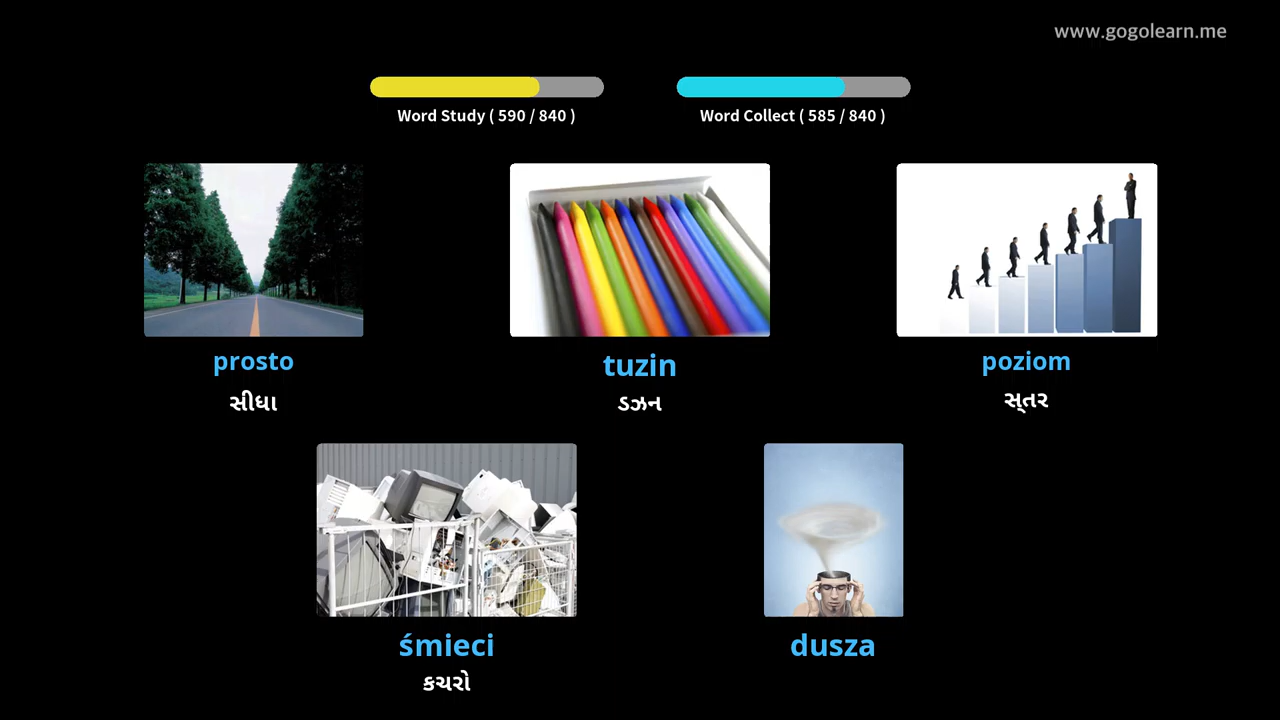 www.gogolearn.me
Word Study ( 590 / 840 )
Word Collect ( 585 / 840 )
prosto
સીધા
tuzin
ડઝન
poziom
સ્તર
śmieci
કચરો
dusza